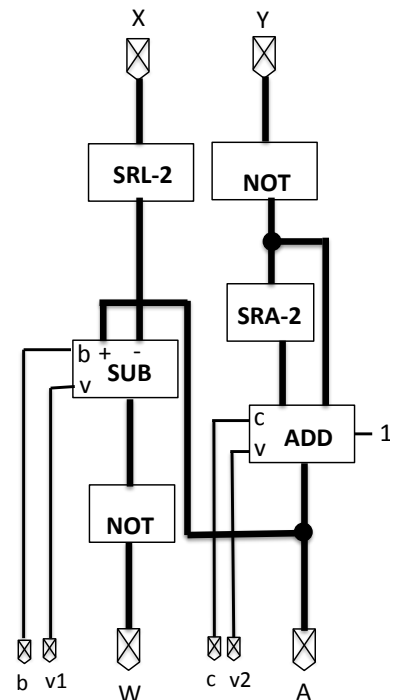 X Y
SRL-2
NOT
SRA-2
b + -
SUB
v
c
ADD 1
v
NOT
b v1 c v2 A
W